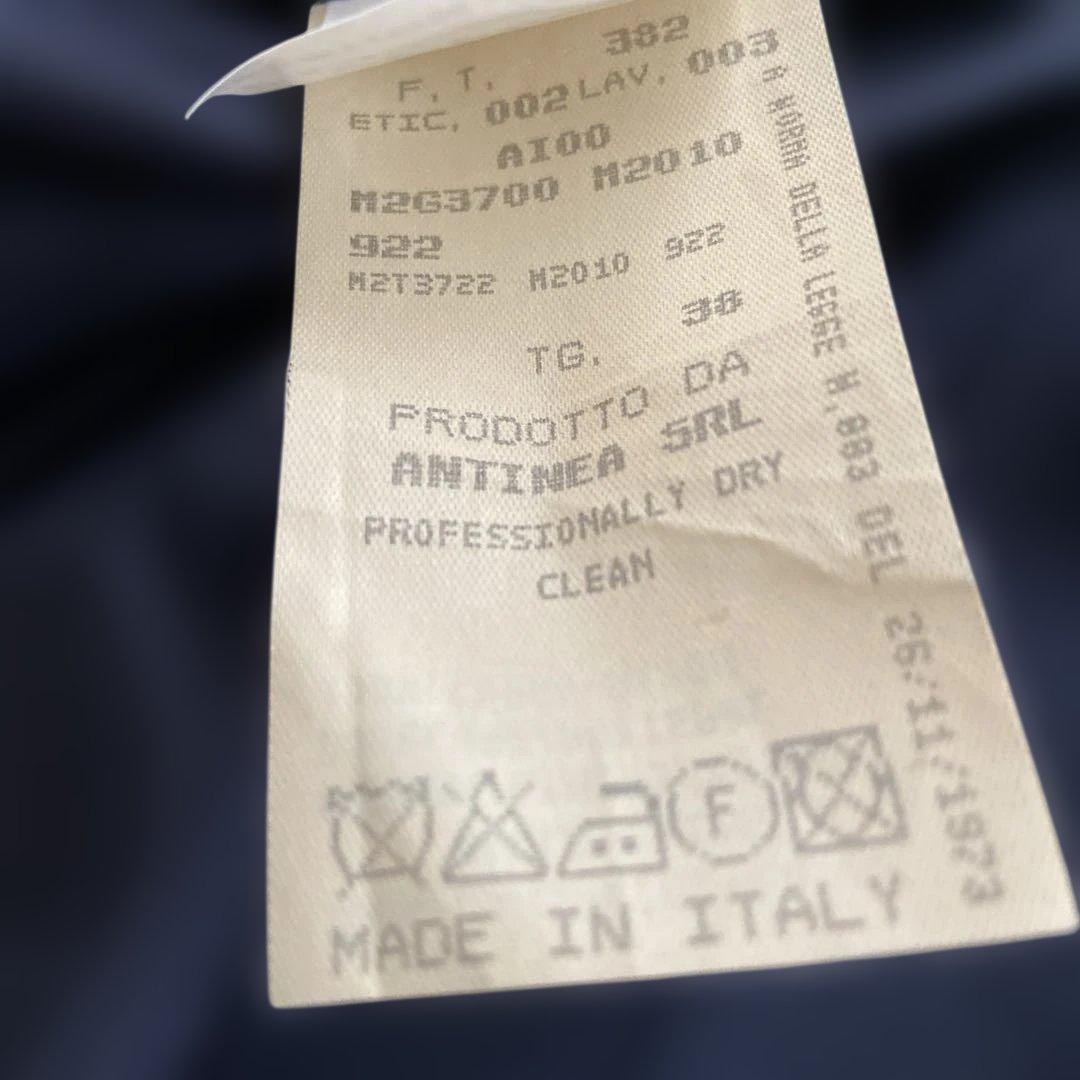 F.T. 382
ETIC. 002 LAV. 003
AI00
M2G3700 M2010
922
M2T3722 M2010 922
TG. 38
PRODOTTO DA
ANTINEA SRL
PROFESSIONALLY DRY
CLEAN
F
MADE IN ITALY
A NORMA DELLA LEGGE N.883 DEL 26/11/1973